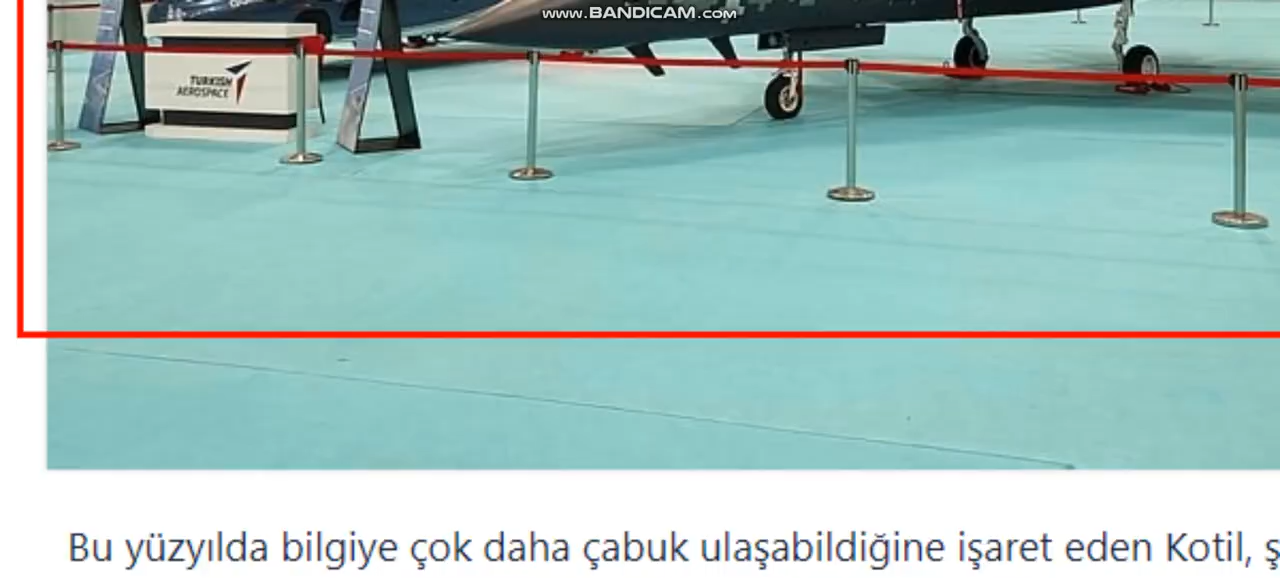 www.BANDICAM.com
TURKISH
AEROSPACE
Bu yüzyılda bilgiye çok daha çabuk ulaşabildiğine işaret eden Kotil, ş